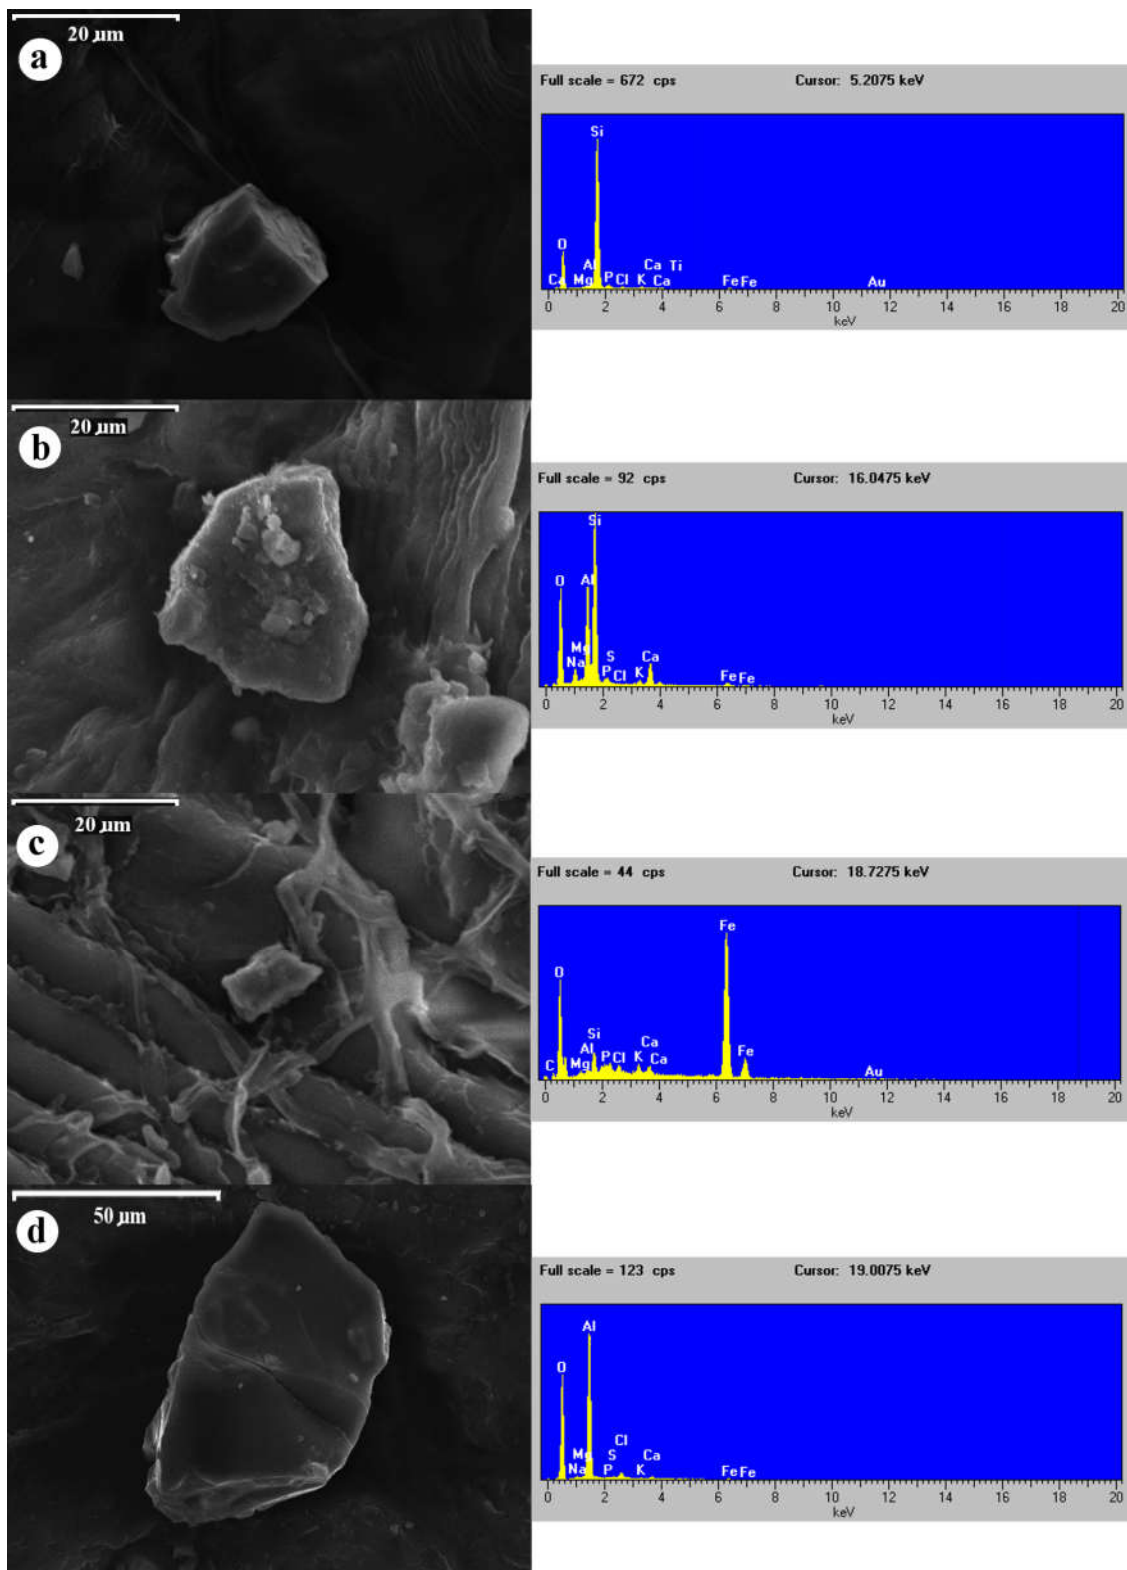 20 µm
a
Full scale = 672 cps Cursor: 5.2075 keV
Si
O
Al Ca Ti
Ca Mg P Cl K Ca Fe Fe Au
0 2 4 6 8 10 12 14 16 18 20
keV
20 µm
b
Full scale = 92 cps Cursor: 16.0475 keV
Si
O Al
Mg S Ca
Na P Cl K Fe Fe
0 2 4 6 8 10 12 14 16 18 20
keV
20 µm
c
Full scale = 44 cps Cursor: 18.7275 keV
Fe
O
Si Ca
Al P Cl K Ca Fe
C Mg Au
0 2 4 6 8 10 12 14 16 18 20
keV
50 µm
d
Full scale = 123 cps Cursor: 19.0075 keV
Al
O
Cl
Mg S Ca
Na P K Fe Fe
0 2 4 6 8 10 12 14 16 18 20
keV